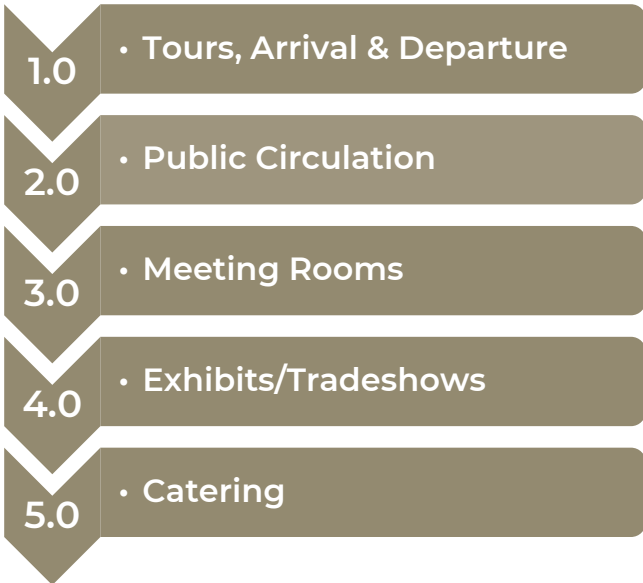 1.0
• Tours, Arrival & Departure
2.0
• Public Circulation
3.0
• Meeting Rooms
4.0
• Exhibits/Tradeshows
5.0
• Catering